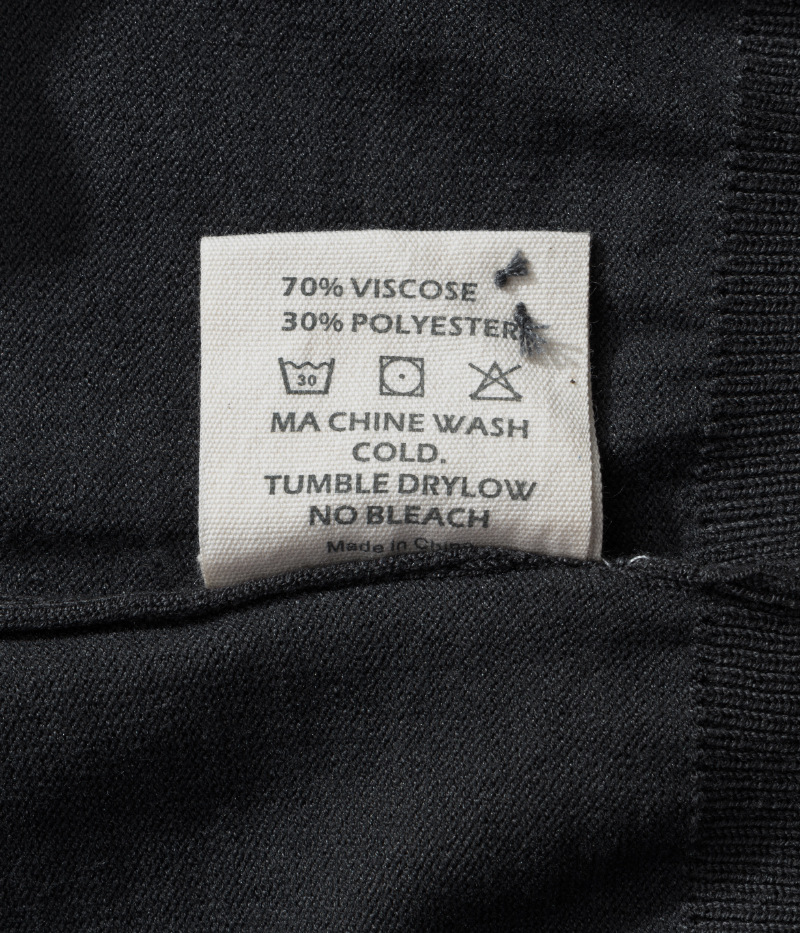 70% VISCOSE
30% POLYESTER
30
MA CHINE WASH
COLD.
TUMBLE DRYLOW
NO BLEACH
Made in